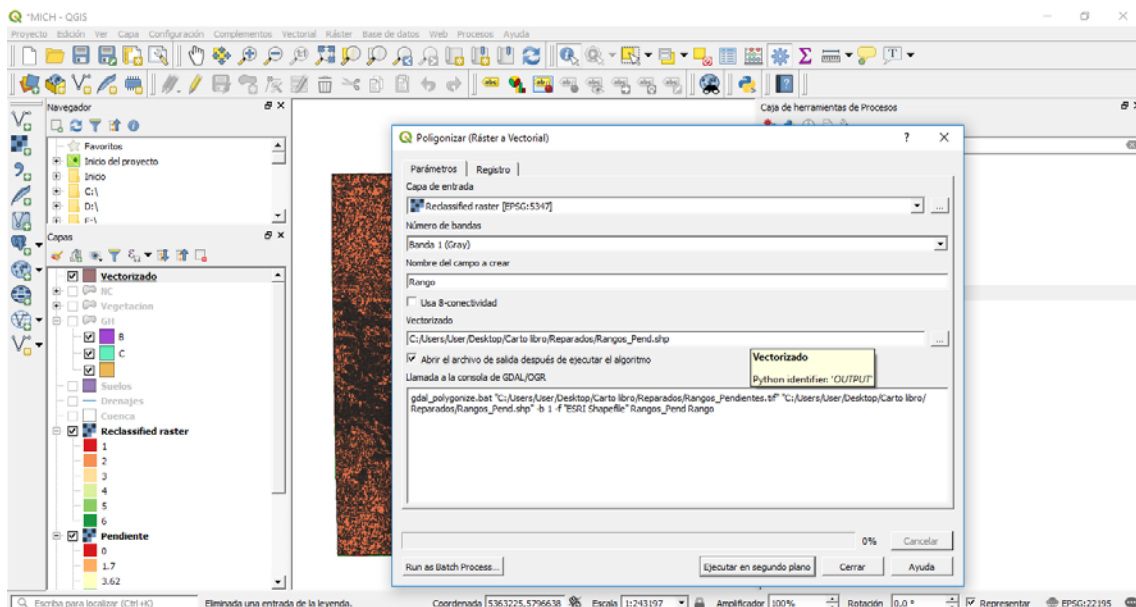 *MICH - QGIS
Proyecto Edición Ver Capa Configuración Complementos Vectorial Ráster Base de datos Web Procesos Ayuda
Navegador
Favoritos
Inicio del proyecto
Inicio
C:\
D:\
E:\
Capas
Vectorizado
NC
Vegetacion
GH
B
C
Suelos
Drenajes
Cuenca
Reclassified raster
1
2
3
4
5
6
Pendiente
0
1.7
3.62
Caja de herramientas de Procesos
Poligonizar (Ráster a Vectorial)
Parámetros Registro
Capa de entrada
Reclassified raster [EPSG:5347]
Número de bandas
Banda 1 (Gray)
Nombre del campo a crear
Rango
Usa 8-conectividad
Vectorizado
C:/Users/User/Desktop/Carto libro/Reparados/Rangos_Pend.shp
Abrir el archivo de salida después de ejecutar el algoritmo
Vectorizado
Python identifier: 'OUTPUT'
Llamada a la consola de GDAL/OGR
gdal_polygonize.bat "C:/Users/User/Desktop/Carto libro/Reparados/Rangos_Pendientes.tif" "C:/Users/User/Desktop/Carto libro/
Reparados/Rangos_Pend.shp" -b 1 -f "ESRI Shapefile" Rangos_Pend Rango
0% Cancelar
Run as Batch Process... Ejecutar en segundo plano Cerrar Ayuda
Escriba para localizar (Ctrl+K) Eliminada una entrada de la leyenda. Coordenada 5363225,5796638 Escala 1:243197 Amplificador 100% Rotación 0,0 ° Representar EPSG:22195